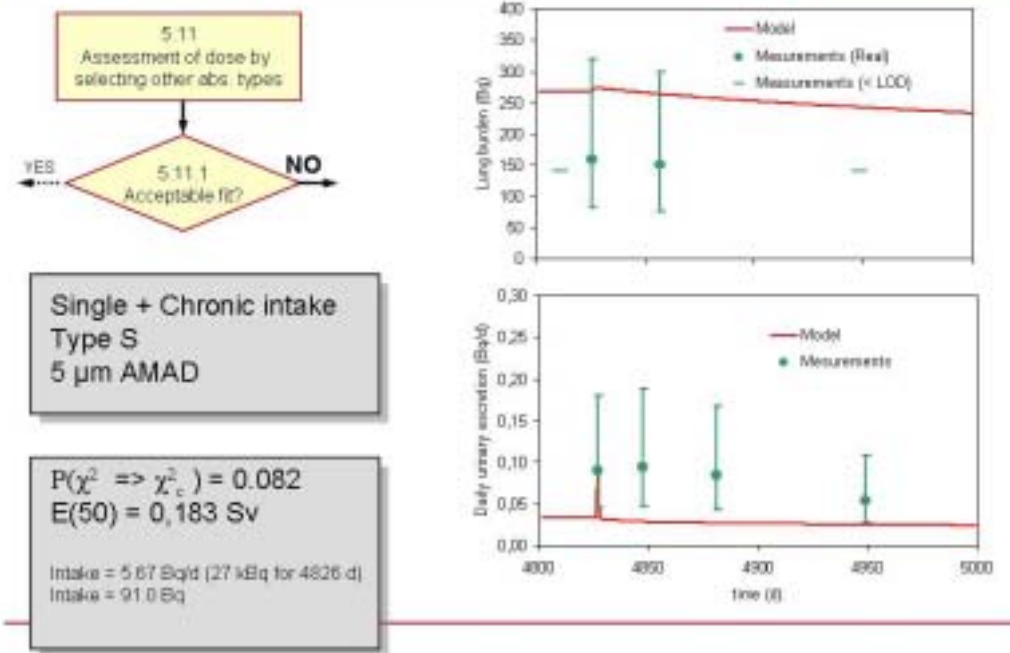 5.11
Assessment of dose by
selecting other abs. types
YES
5.11.1
Acceptable fit?
NO
Single + Chronic intake
Type S
5 µm AMAD
P(χ² => χ²c ) = 0.082
E(50) = 0,183 Sv
Intake = 5.67 Bq/d (27 kBq for 4826 d)
Intake = 91.0 Bq
400
350
300
250
200
150
100
50
0
Lung burden (Bq)
Model
Mesurements (Real)
Measurements (< LOD)
0,30
0,25
0,20
0,15
0,10
0,05
0,00
Daily urinary excretion (Bq/d)
Model
Mesurements
4800
4850
4900
4950
5000
time (d)